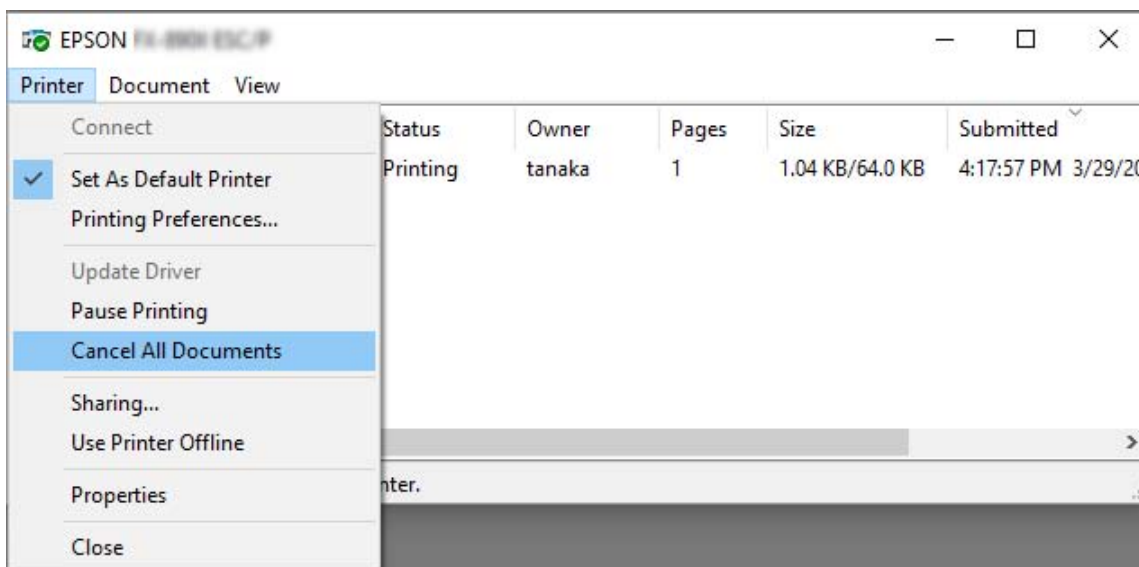 EPSON
Printer Document View
Connect
Set As Default Printer
Printing Preferences...
Update Driver
Pause Printing
Cancel All Documents
Sharing...
Use Printer Offline
Properties
Close
Status Owner Pages Size Submitted
Printing tanaka 1 1.04 KB/64.0 KB 4:17:57 PM 3/29/20
nter.